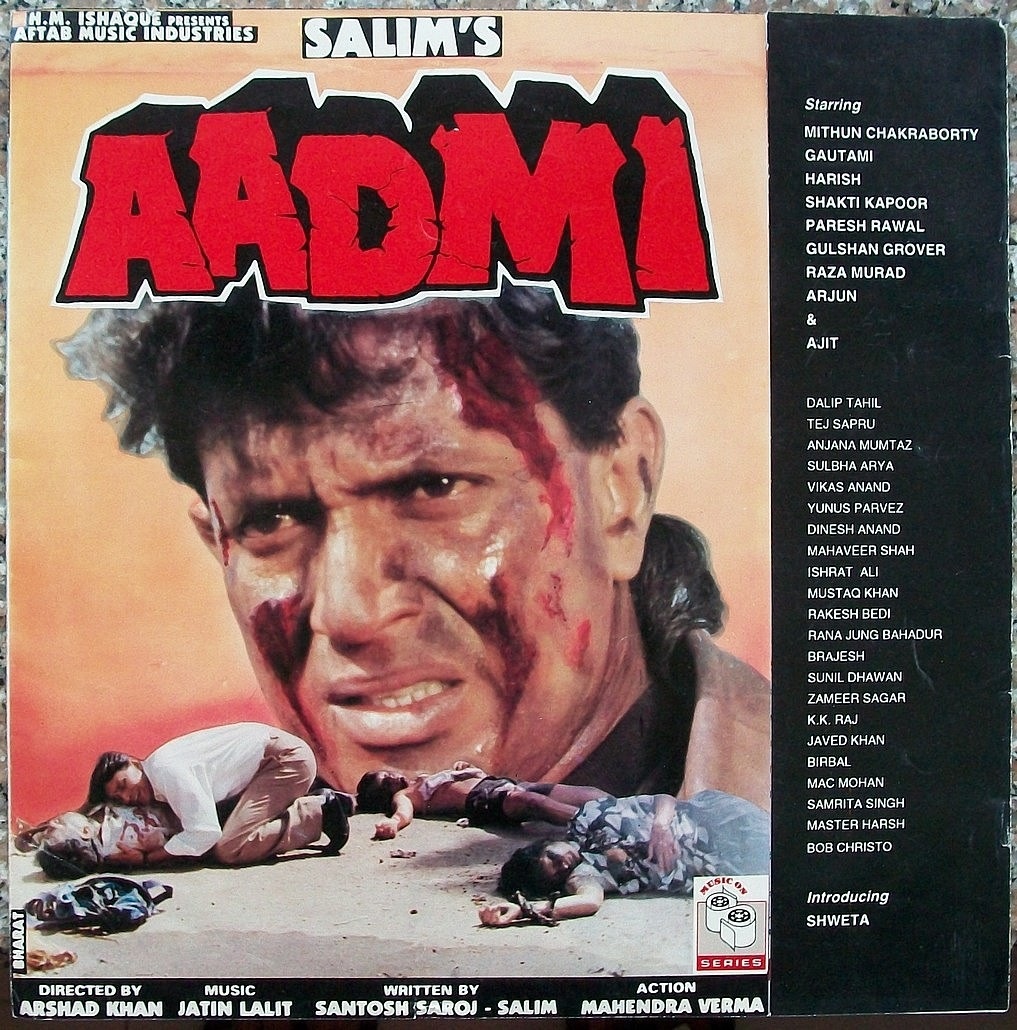 H.M. ISHAQUE PRESENTS
AFTAB MUSIC INDUSTRIES
SALIM'S
AADMI
Starring
MITHUN CHAKRABORTY
GAUTAMI
HARISH
SHAKTI KAPOOR
PARESH RAWAL
GULSHAN GROVER
RAZA MURAD
ARJUN
&
AJIT
DALIP TAHIL
TEJ SAPRU
ANJANA MUMTAZ
SULBHA ARYA
VIKAS ANAND
YUNUS PARVEZ
DINESH ANAND
MAHAVEER SHAH
ISHRAT ALI
MUSTAQ KHAN
RAKESH BEDI
RANA JUNG BAHADUR
BRAJESH
SUNIL DHAWAN
ZAMEER SAGAR
K.K. RAJ
JAVED KHAN
BIRBAL
MAC MOHAN
SAMRITA SINGH
MASTER HARSH
BOB CHRISTO
Introducing
SHWETA
MUSIC ON
SERIES
BHARAT
DIRECTED BY
ARSHAD KHAN
MUSIC
JATIN LALIT
WRITTEN BY
SANTOSH SAROJ - SALIM
ACTION
MAHENDRA VERMA